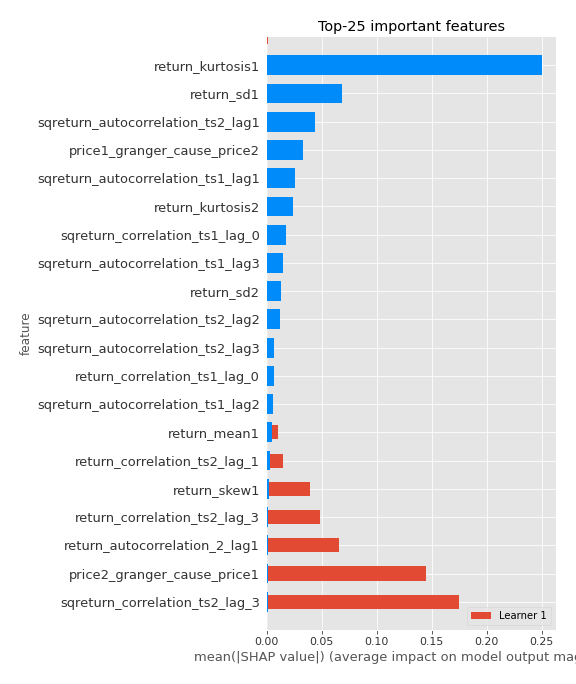 Top-25 important features
return_kurtosis1
return_sd1
sqreturn_autocorrelation_ts2_lag1
price1_granger_cause_price2
sqreturn_autocorrelation_ts1_lag1
return_kurtosis2
sqreturn_correlation_ts1_lag_0
sqreturn_autocorrelation_ts1_lag3
return_sd2
sqreturn_autocorrelation_ts2_lag2
sqreturn_autocorrelation_ts2_lag3
return_correlation_ts1_lag_0
sqreturn_autocorrelation_ts1_lag2
return_mean1
return_correlation_ts2_lag_1
return_skew1
return_correlation_ts2_lag_3
return_autocorrelation_2_lag1
price2_granger_cause_price1
sqreturn_correlation_ts2_lag_3
feature
Learner 1
0.00 0.05 0.10 0.15 0.20 0.25
mean(|SHAP value|) (average impact on model output mag